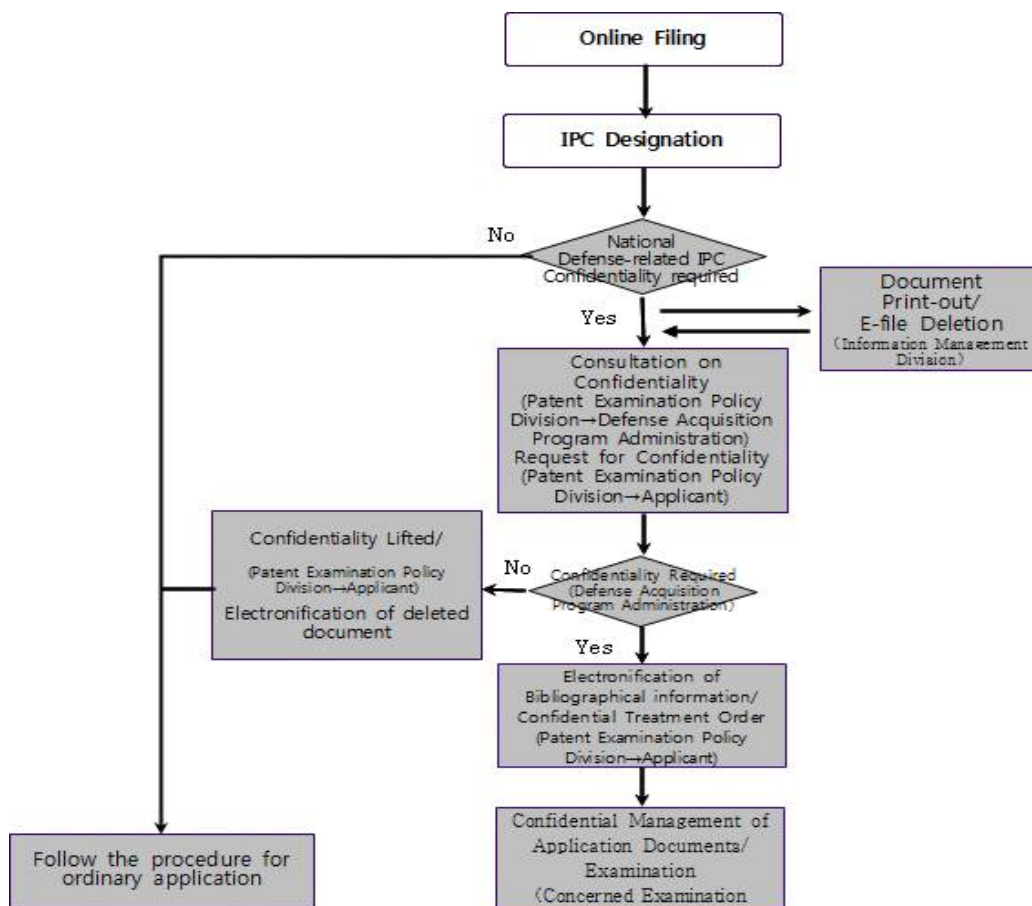 Online Filing
IPC Designation
No
National
Defense-related IPC
Confidentiality required
Yes
Document
Print-out/
E-file Deletion
(Information Management
Division)
Consultation on
Confidentiality
(Patent Examination Policy
Division→Defense Acquisition
Program Administration)
Request for Confidentiality
(Patent Examination Policy
Division→Applicant)
Confidentiality Lifted/
(Patent Examination Policy
Division→Applicant)
Electronification of deleted
document
No
Confidentiality Required
(Defense Acquisition
Program Administration)
Yes
Electronification of
Bibliographical information/
Confidential Treatment Order
(Patent Examination Policy
Division→Applicant)
Follow the procedure for
ordinary application
Confidential Management of
Application Documents/
Examination
(Concerned Examination